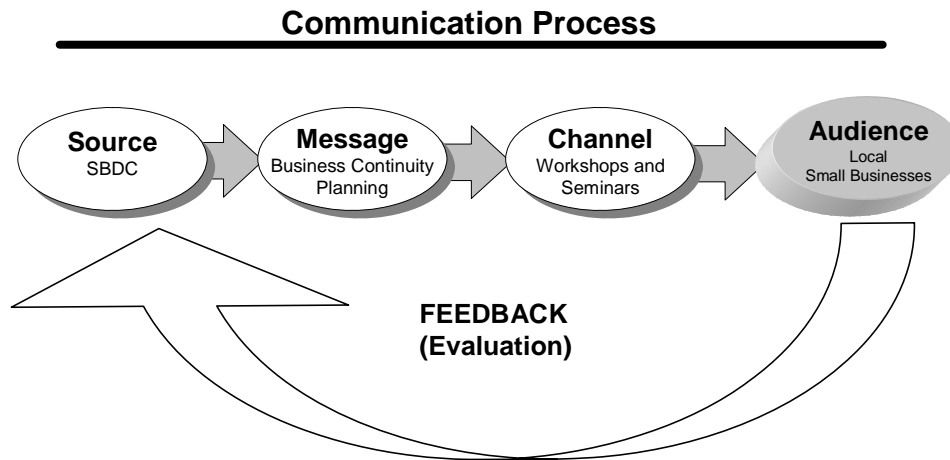 Communication Process
Source
SBDC
Message
Business Continuity
Planning
Channel
Workshops and
Seminars
Audience
Local
Small Businesses
FEEDBACK
(Evaluation)